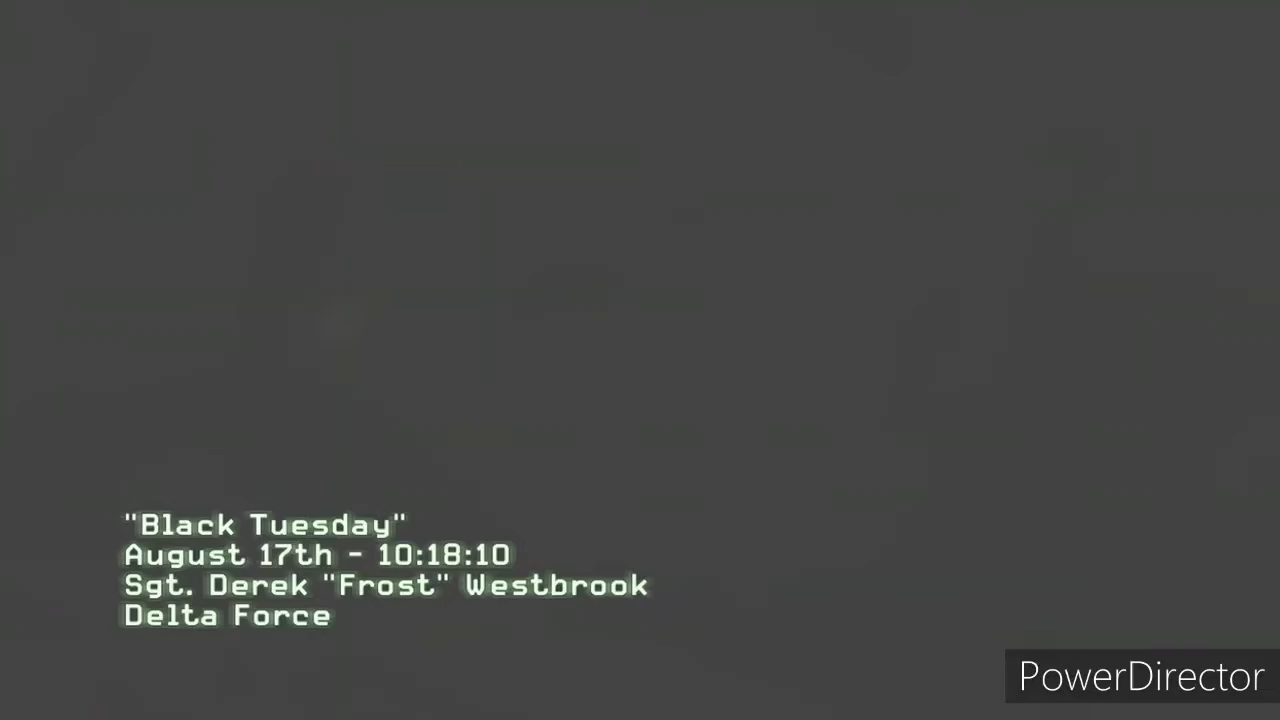 "Black Tuesday"
August 17th - 10:18:10
Sgt. Derek "Frost" Westbrook
Delta Force
PowerDirector